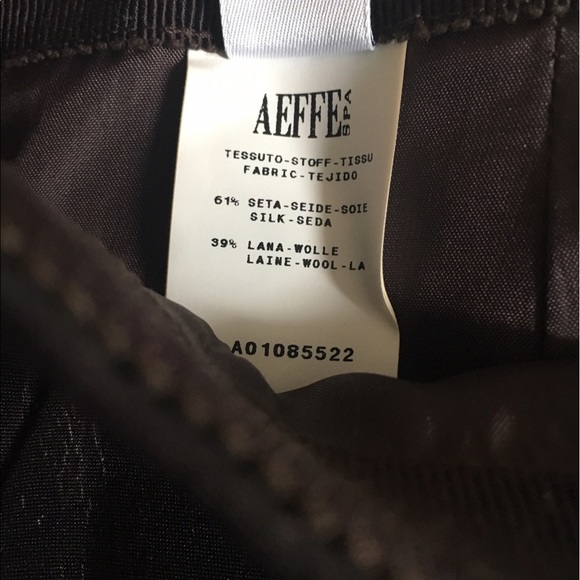 AEFFE SPA
TESSUTO-STOFF-TISSU
FABRIC-TEJIDO
61% SETA-SEIDE-SOIE
SILK-SEDA
39% LANA-WOLLE
LAINE-WOOL-LA
A01085522